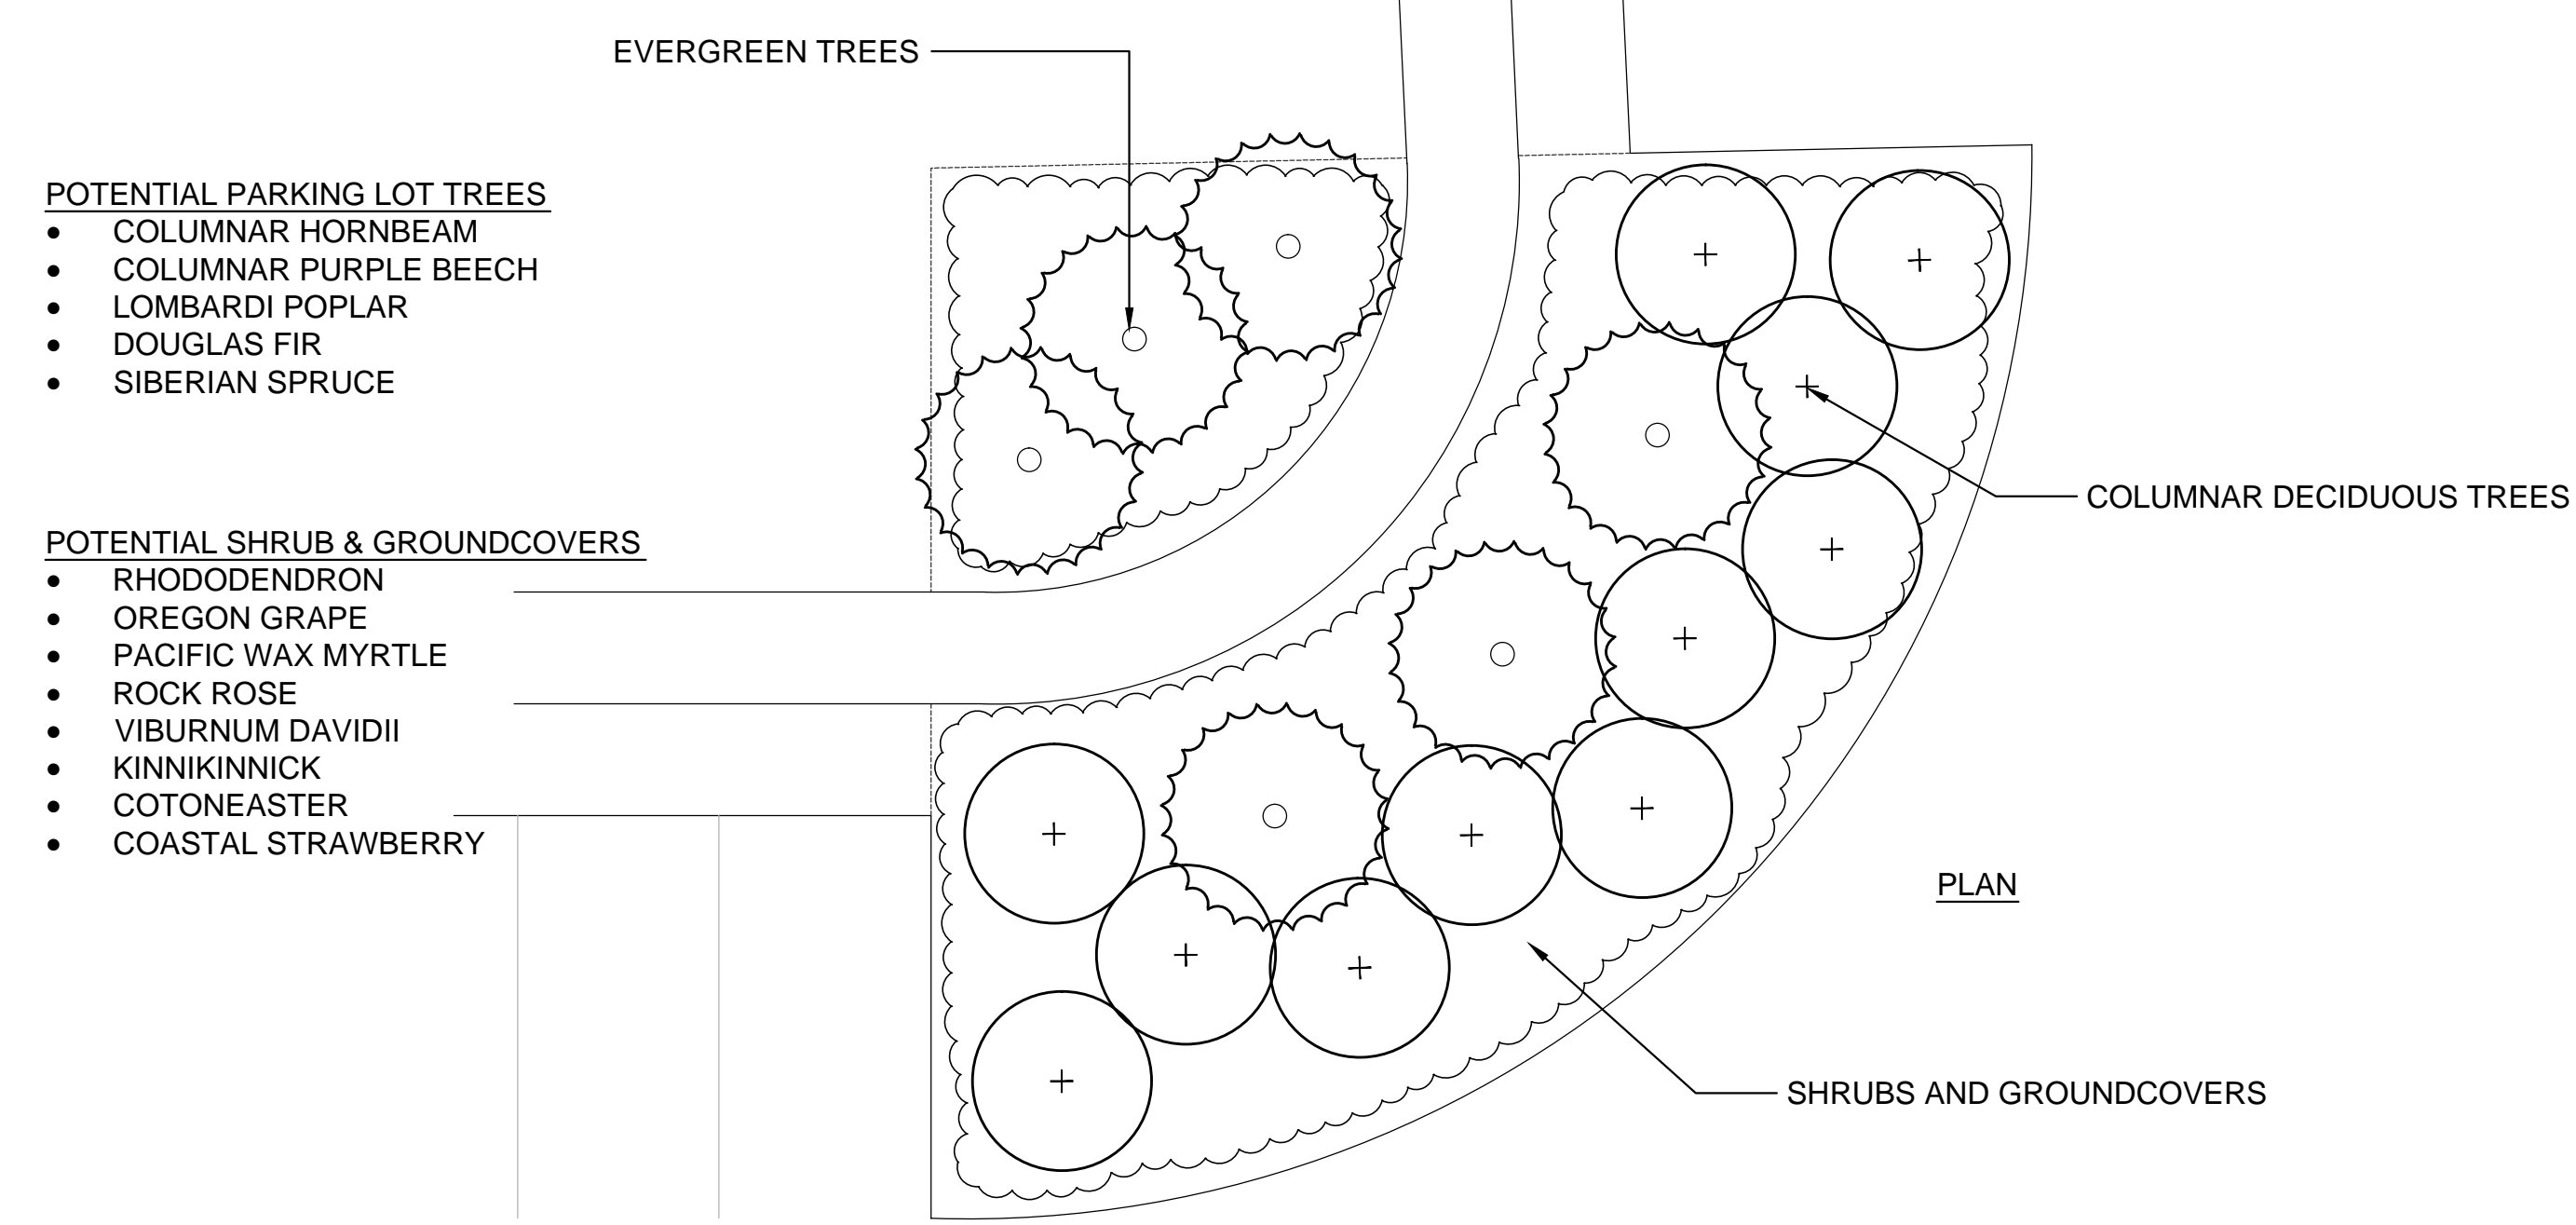 EVERGREEN TREES
POTENTIAL PARKING LOT TREES
• COLUMNAR HORNBEAM
• COLUMNAR PURPLE BEECH
• LOMBARDI POPLAR
• DOUGLAS FIR
• SIBERIAN SPRUCE
COLUMNAR DECIDUOUS TREES
POTENTIAL SHRUB & GROUNDCOVERS
• RHODODENDRON
• OREGON GRAPE
• PACIFIC WAX MYRTLE
• ROCK ROSE
• VIBURNUM DAVIDII
• KINNIKINNICK
• COTONEASTER
• COASTAL STRAWBERRY
PLAN
SHRUBS AND GROUNDCOVERS